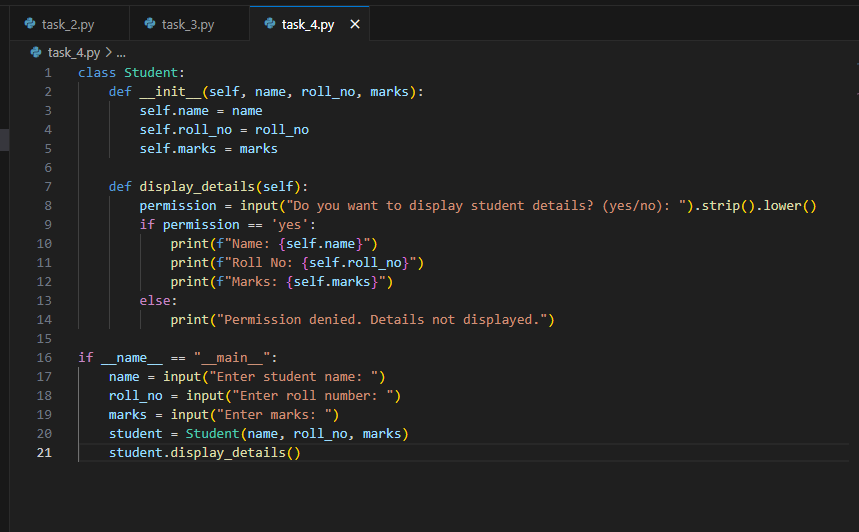 task_2.py task_3.py task_4.py ×
task_4.py > ...
1 class Student:
2     def __init__(self, name, roll_no, marks):
3         self.name = name
4         self.roll_no = roll_no
5         self.marks = marks
6
7     def display_details(self):
8         permission = input("Do you want to display student details? (yes/no): ").strip().lower()
9         if permission == 'yes':
10             print(f"Name: {self.name}")
11             print(f"Roll No: {self.roll_no}")
12             print(f"Marks: {self.marks}")
13         else:
14             print("Permission denied. Details not displayed.")
15
16 if __name__ == "__main__":
17     name = input("Enter student name: ")
18     roll_no = input("Enter roll number: ")
19     marks = input("Enter marks: ")
20     student = Student(name, roll_no, marks)
21     student.display_details()